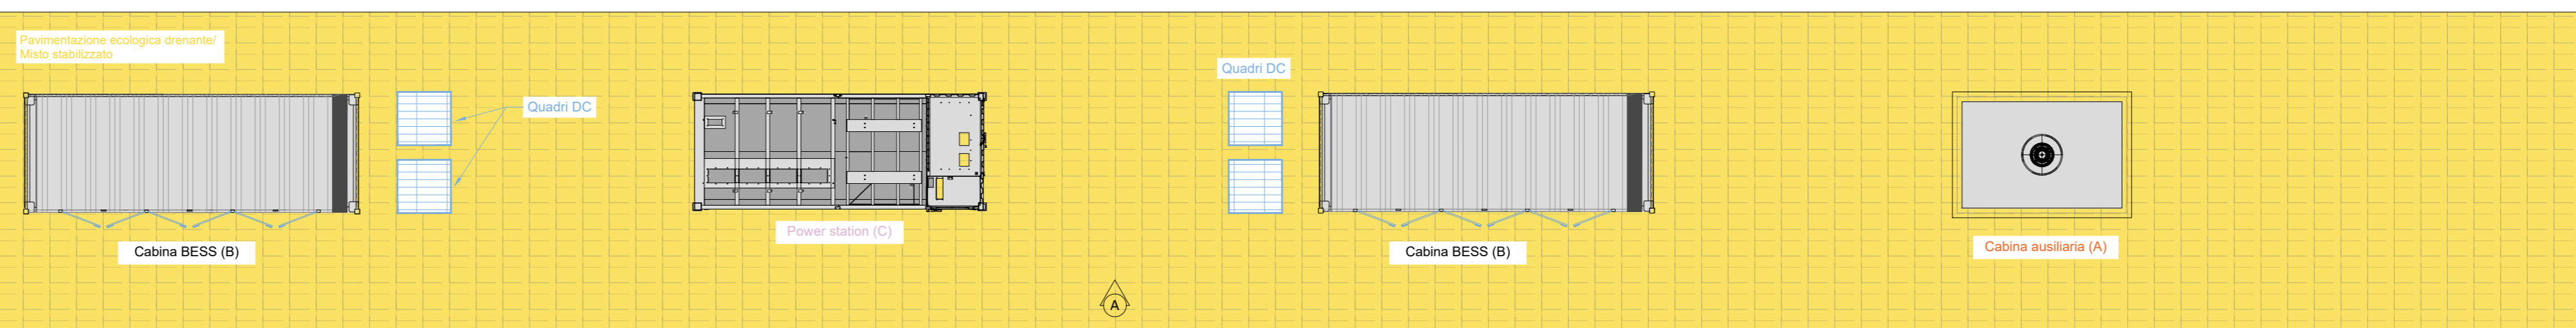 Pavimentazione ecologica drenante/
Misto stabilizzato
Quadri DC
Quadri DC
Cabina BESS (B)
Power station (C)
Cabina BESS (B)
Cabina ausiliaria (A)
A